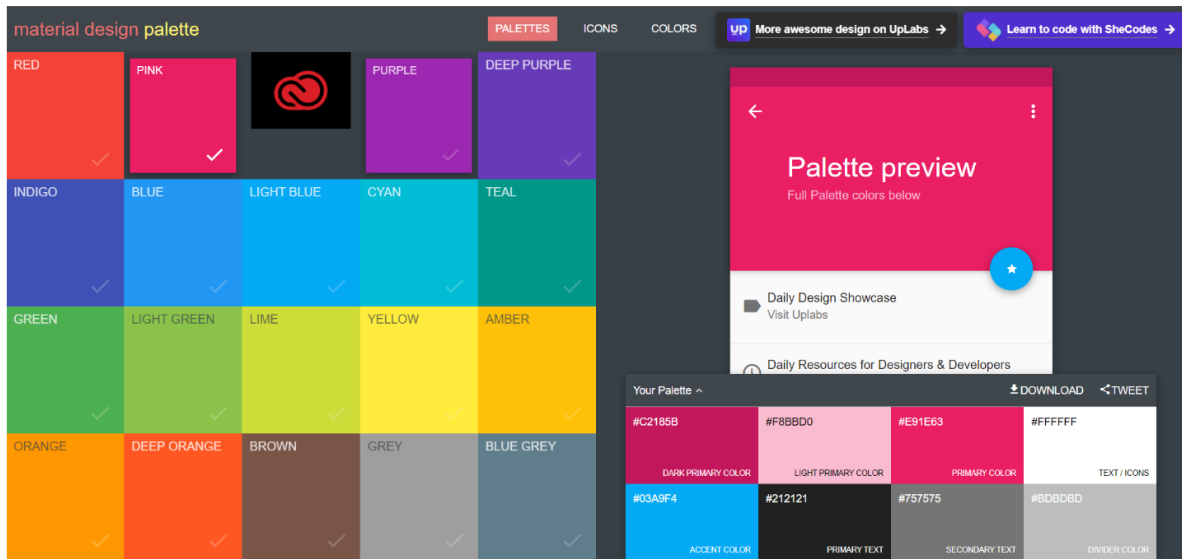 material design palette
PALETTES
ICONS
COLORS
up More awesome design on UpLabs →
Learn to code with SheCodes →
RED
PINK
PURPLE
DEEP PURPLE
INDIGO
BLUE
LIGHT BLUE
CYAN
TEAL
GREEN
LIGHT GREEN
LIME
YELLOW
AMBER
ORANGE
DEEP ORANGE
BROWN
GREY
BLUE GREY
Palette preview
Full Palette colors below
Daily Design Showcase
Visit Uplabs
Daily Resources for Designers & Developers
Your Palette
DOWNLOAD
TWEET
#C2185B
DARK PRIMARY COLOR
#F8BBD0
LIGHT PRIMARY COLOR
#E91E63
PRIMARY COLOR
#FFFFFF
TEXT / ICONS
#03A9F4
ACCENT COLOR
#212121
PRIMARY TEXT
#757575
SECONDARY TEXT
#BDBDBD
DIVIDER COLOR